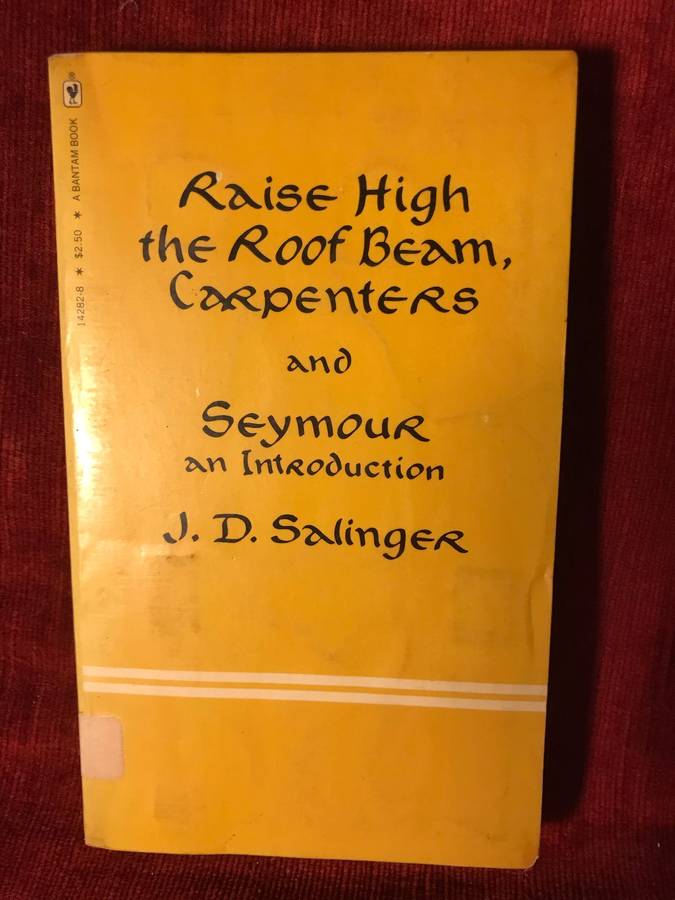 Raise High
the Roof Beam,
Carpenters
and
Seymour
an Introduction
J. D. Salinger
14282-8 * $2.50 * A BANTAM BOOK